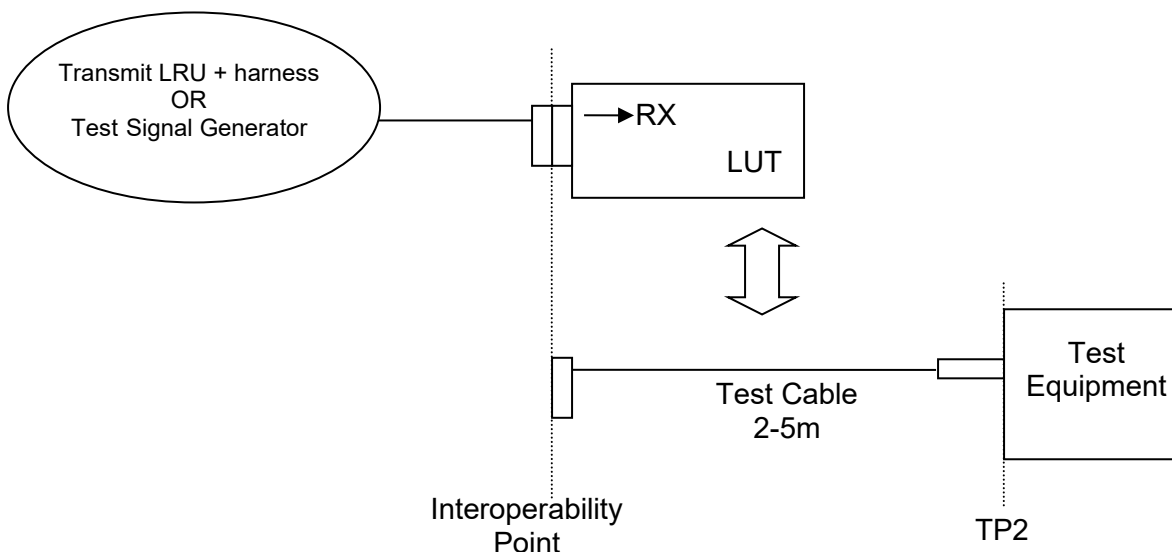 Transmit LRU + harness
OR
Test Signal Generator
RX
LUT
Test
Equipment
Test Cable
2-5m
Interoperability
Point
TP2